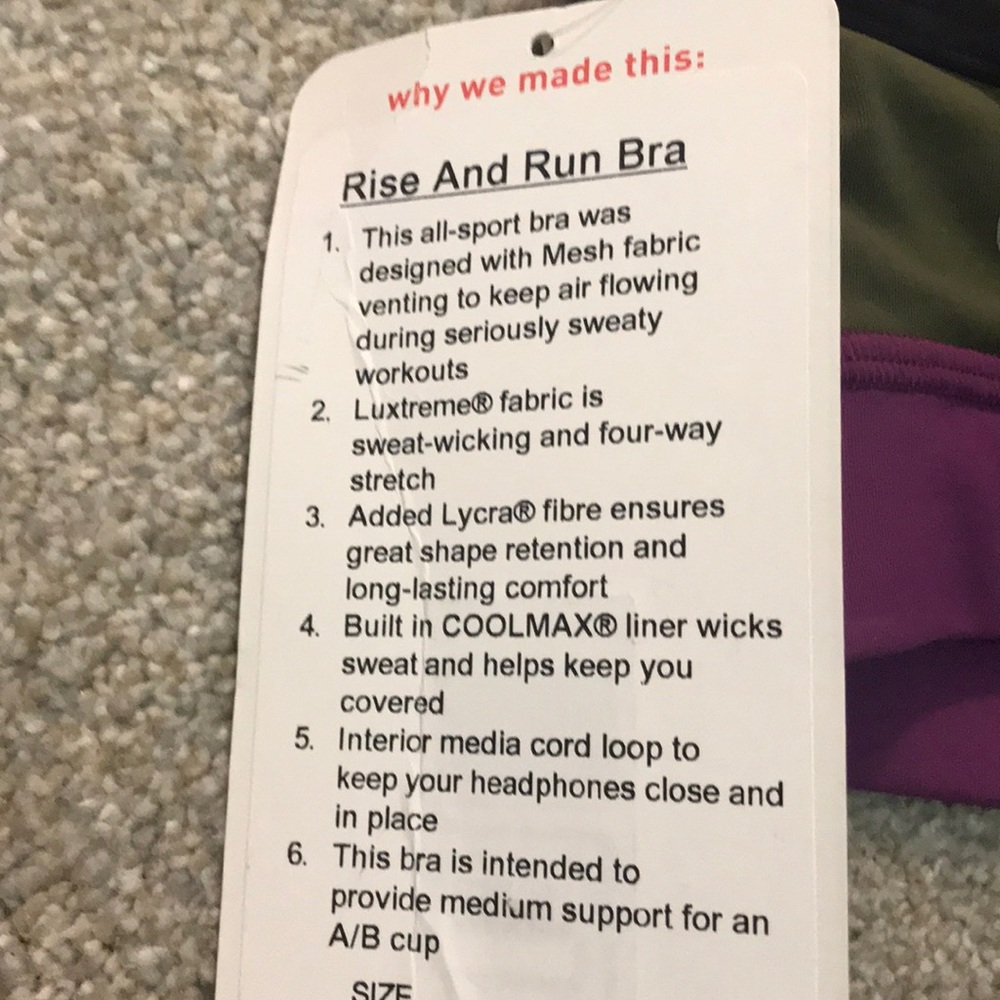 why we made this:
Rise And Run Bra
1. This all-sport bra was
designed with Mesh fabric
venting to keep air flowing
during seriously sweaty
workouts
2. Luxtreme® fabric is
sweat-wicking and four-way
stretch
3. Added Lycra® fibre ensures
great shape retention and
long-lasting comfort
4. Built in COOLMAX® liner wicks
sweat and helps keep you
covered
5. Interior media cord loop to
keep your headphones close and
in place
6. This bra is intended to
provide medium support for an
A/B cup
SIZE